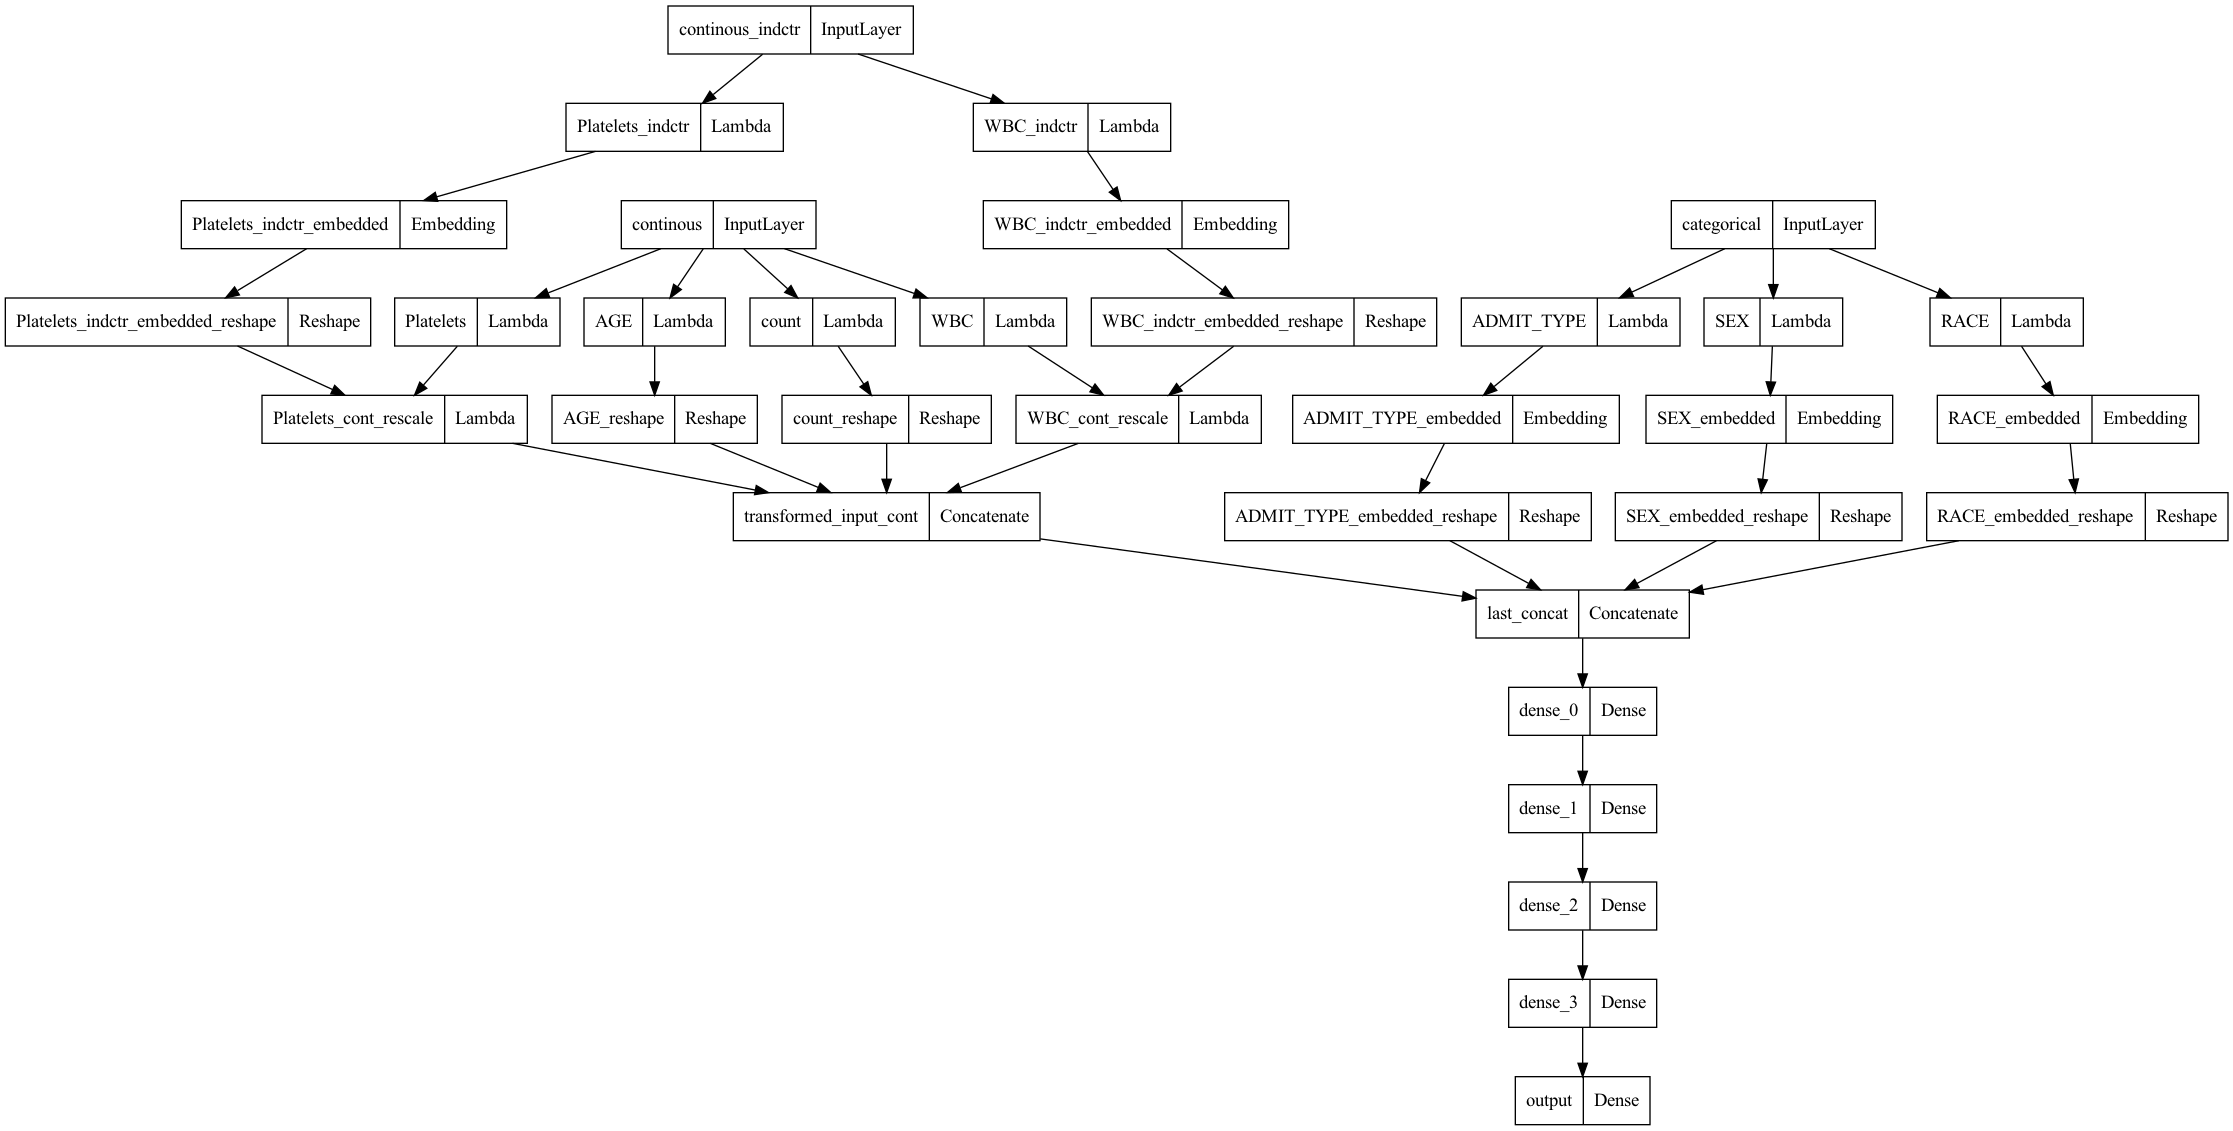 continous_indctr InputLayer
Platelets_indctr Lambda
WBC_indctr Lambda
Platelets_indctr_embedded Embedding
continous InputLayer
WBC_indctr_embedded Embedding
categorical InputLayer
Platelets_indctr_embedded_reshape Reshape
Platelets Lambda
AGE Lambda
count Lambda
WBC Lambda
WBC_indctr_embedded_reshape Reshape
ADMIT_TYPE Lambda
SEX Lambda
RACE Lambda
Platelets_cont_rescale Lambda
AGE_reshape Reshape
count_reshape Reshape
WBC_cont_rescale Lambda
ADMIT_TYPE_embedded Embedding
SEX_embedded Embedding
RACE_embedded Embedding
transformed_input_cont Concatenate
ADMIT_TYPE_embedded_reshape Reshape
SEX_embedded_reshape Reshape
RACE_embedded_reshape Reshape
last_concat Concatenate
dense_0 Dense
dense_1 Dense
dense_2 Dense
dense_3 Dense
output Dense